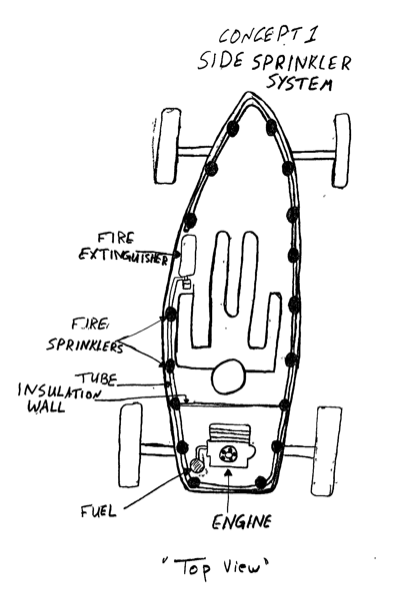 CONCEPT 1
SIDE SPRINKLER
SYSTEM
FIRE
EXTINGUISHER
FIRE
SPRINKLERS
TUBE
INSULATION
WALL
FUEL
ENGINE
"Top View"